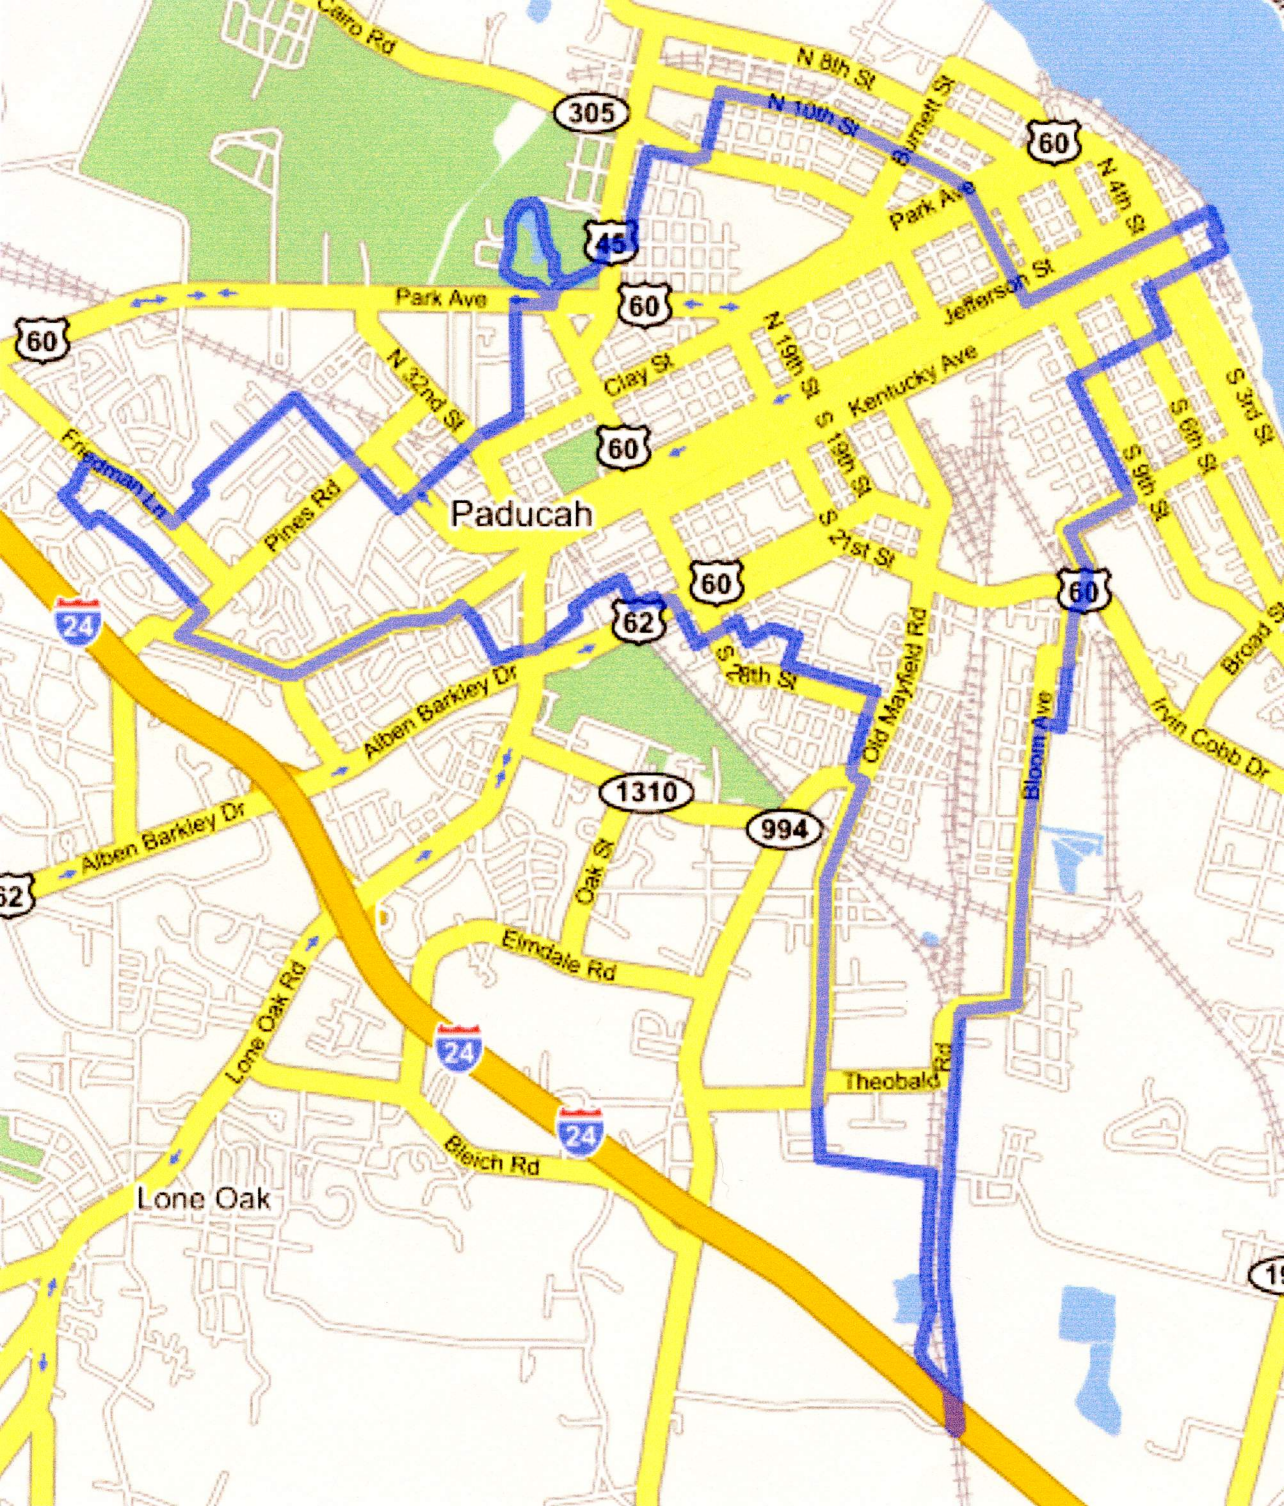 Cairo Rd
N 8th St
305
N 10th St
Burnett St
60
N 4th St
Park Ave
45
Park Ave
60
60
Jefferson St
N 32nd St
Clay St
N 19th St
Kentucky Ave
S 3rd St
S 19th St
S 6th St
60
Friedman Ln
S 9th St
Pines Rd
Paducah
S 21st St
60
60
24
62
Broad St
S 28th St
Old Mayfield Rd
Alben Barkley Dr
Irvin Cobb Dr
Bloom Ave
1310
994
Alben Barkley Dr
Oak St
62
Elmdale Rd
Lone Oak Rd
24
Theobald Rd
24
Bleich Rd
Lone Oak